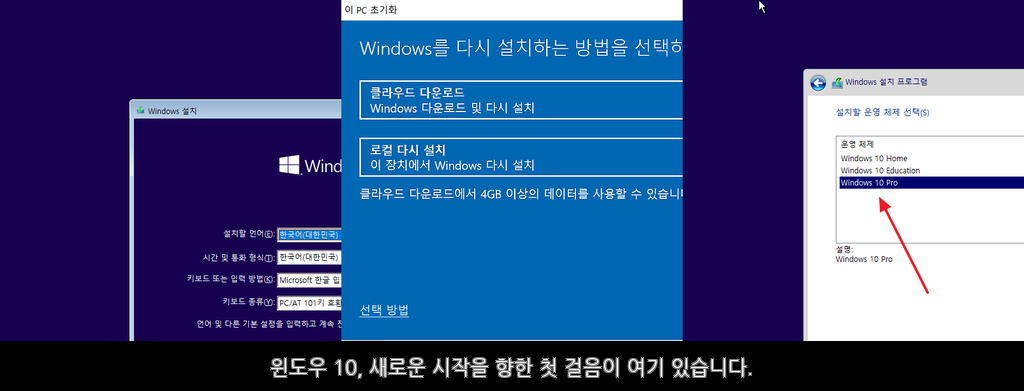 Windows 설치
Wind
설치할 언어(E): 한국어(대한민국)
시간 및 통화 형식(T): 한국어(대한민국)
키보드 또는 입력 방법(K): Microsoft 한글 입
키보드 종류(Y): PC/AT 101키 호환
언어 및 다른 기본 설정을 입력하고 계속 진
이 PC 초기화
Windows를 다시 설치하는 방법을 선택하
클라우드 다운로드
Windows 다운로드 및 다시 설치
로컬 다시 설치
이 장치에서 Windows 다시 설치
클라우드 다운로드에서 4GB 이상의 데이터를 사용할 수 있습니다
선택 방법
Windows 설치 프로그램
설치할 운영 체제 선택(S)
운영 체제
Windows 10 Home
Windows 10 Education
Windows 10 Pro
설명:
Windows 10 Pro
윈도우 10, 새로운 시작을 향한 첫 걸음이 여기 있습니다.